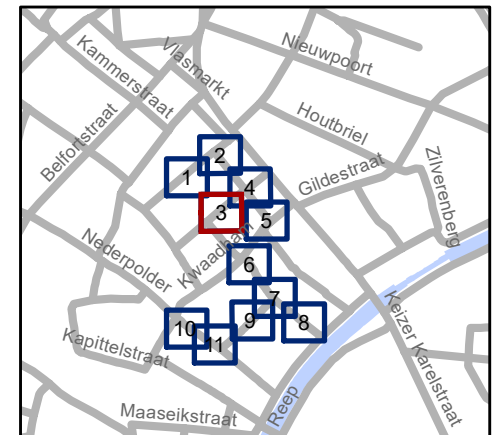 Nieuwpoort
Vlasmarkt
Kammerstraat
Houtbriel
Belfortstraat
Gildestraat
Zilverenberg
2
1
4
3
5
Kwaadham
Nederpolder
6
7
9
8
10
11
Keizer Karelstraat
Kapittelstraat
Maaseikstraat
Reep